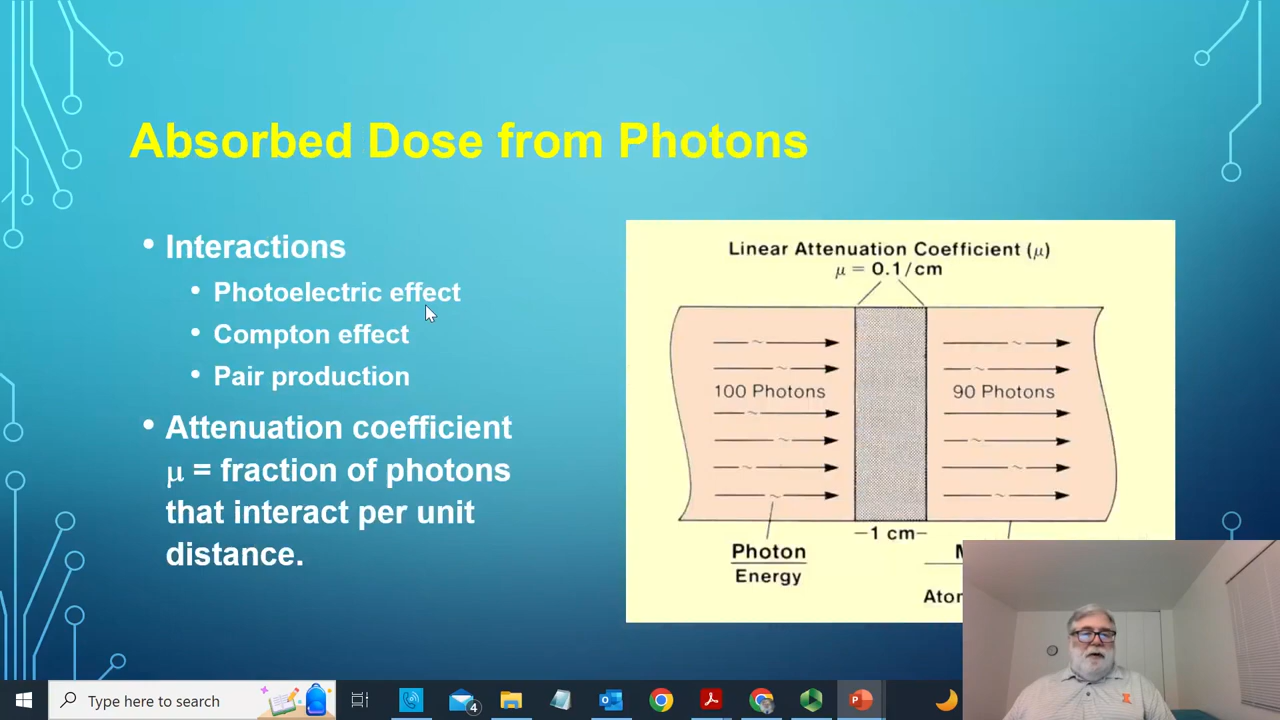 Absorbed Dose from Photons
• Interactions
• Photoelectric effect
• Compton effect
• Pair production
• Attenuation coefficient
μ = fraction of photons
that interact per unit
distance.
Linear Attenuation Coefficient (μ)
μ = 0.1/cm
100 Photons
90 Photons
–1 cm–
Photon
Energy
Type here to search
4